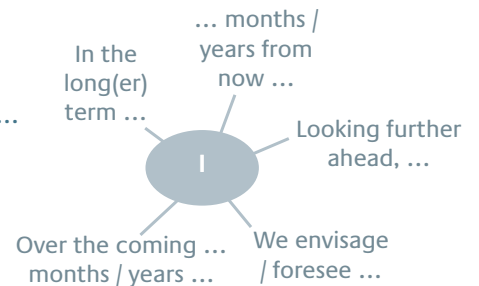 … months /
years from
now …
In the
long(er)
term …
…
Looking further
ahead, …
I
Over the coming …
months / years …
We envisage
/ foresee …